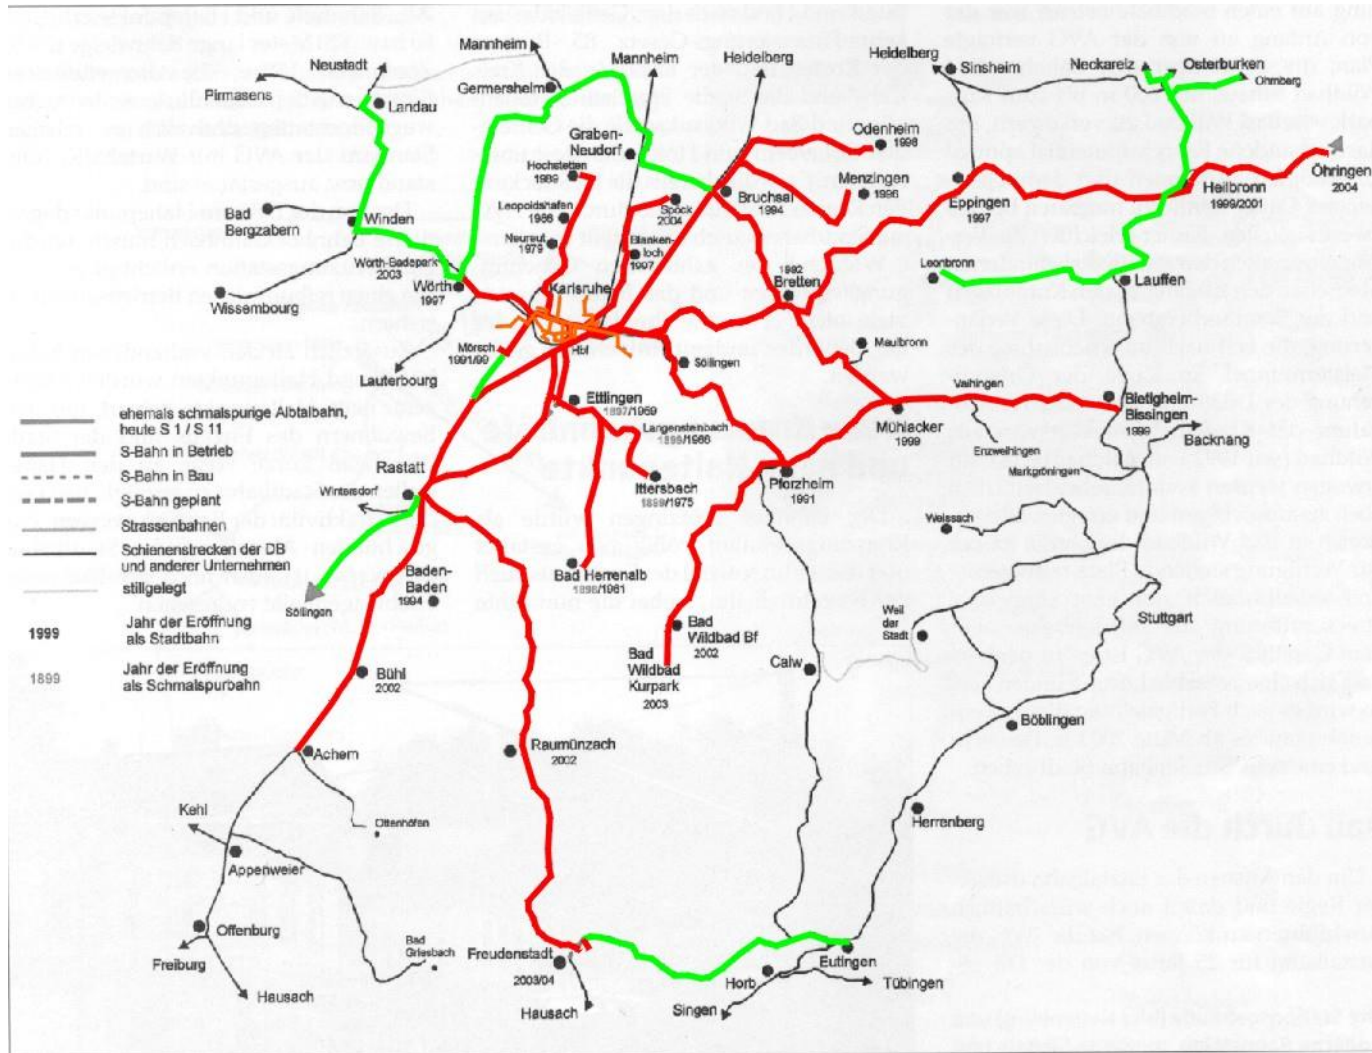 Neustadt
Pirmasens
Landau
Mannheim
Germersheim
Mannheim
Heidelberg
Heidelberg
Sinsheim
Neckarelz
Osterburken
Ohrnberg
Graben-
Neudorf
Hochstetten
1989
Odenheim
1998
Menzingen
1996
Öhringen
2004
Bad
Bergzabern
Winden
Leopoldshafen
1986
Spöck
2004
Bruchsal
1994
Eppingen
1997
Heilbronn
1999/2001
Neureut
1979
Blanken-
loch
1997
Wörth-Badepark
2003
Wörth
1997
Karlsruhe
1992
Bretten
Leonbronn
Lauffen
Wissembourg
Lauterbourg
Mörsch
1991/99
Hbf
Söllingen
Maulbronn
Ettlingen
1897/1959
Langensteinbach
1899/1966
Vaihingen
Mühlacker
1999
Bietigheim-
Bissingen
1999
Backnang
Enzweihingen
Markgröningen
ehemals schmalspurige Albtalbahn,
heute S 1 / S 11
S-Bahn in Betrieb
S-Bahn in Bau
S-Bahn geplant
Strassenbahnen
Schienenstrecken der DB
und anderer Unternehmen
stillgelegt
1999
Jahr der Eröffnung
als Stadtbahn
1899
Jahr der Eröffnung
als Schmalspurbahn
Rastatt
Wintersdorf
Söllingen
Ittersbach
Pforzheim
1991
Weissach
Bad Herrenalb
1898/1961
Baden-
Baden
1994
Bad
Wildbad Bf
2002
Bad
Wildbad
Kurpark
2003
Weil
der
Stadt
Stuttgart
Calw
Bühl
2002
Böblingen
Achern
Raumünzach
2002
Kehl
Ottenhöfen
Herrenberg
Appenweier
Offenburg
Freiburg
Hausach
Bad
Griesbach
Freudenstadt
2003/04
Hausach
Horb
Eutingen
Singen
Tübingen